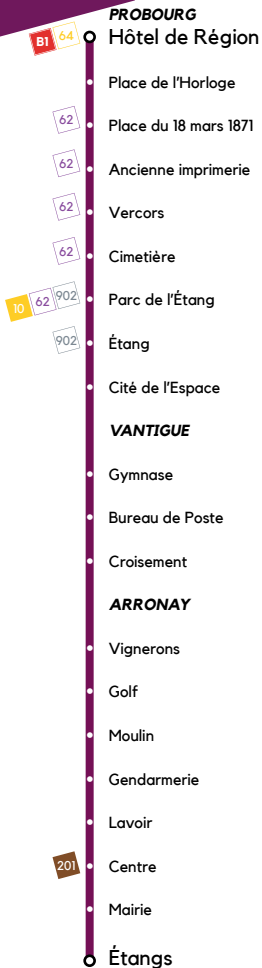 PROBOURG
B1 64 Hôtel de Région
Place de l'Horloge
62 Place du 18 mars 1871
62 Ancienne imprimerie
62 Vercors
62 Cimetière
10 62 902 Parc de l'Étang
902 Étang
Cité de l'Espace
VANTIGUE
Gymnase
Bureau de Poste
Croisement
ARRONAY
Vignerons
Golf
Moulin
Gendarmerie
Lavoir
201 Centre
Mairie
Étangs